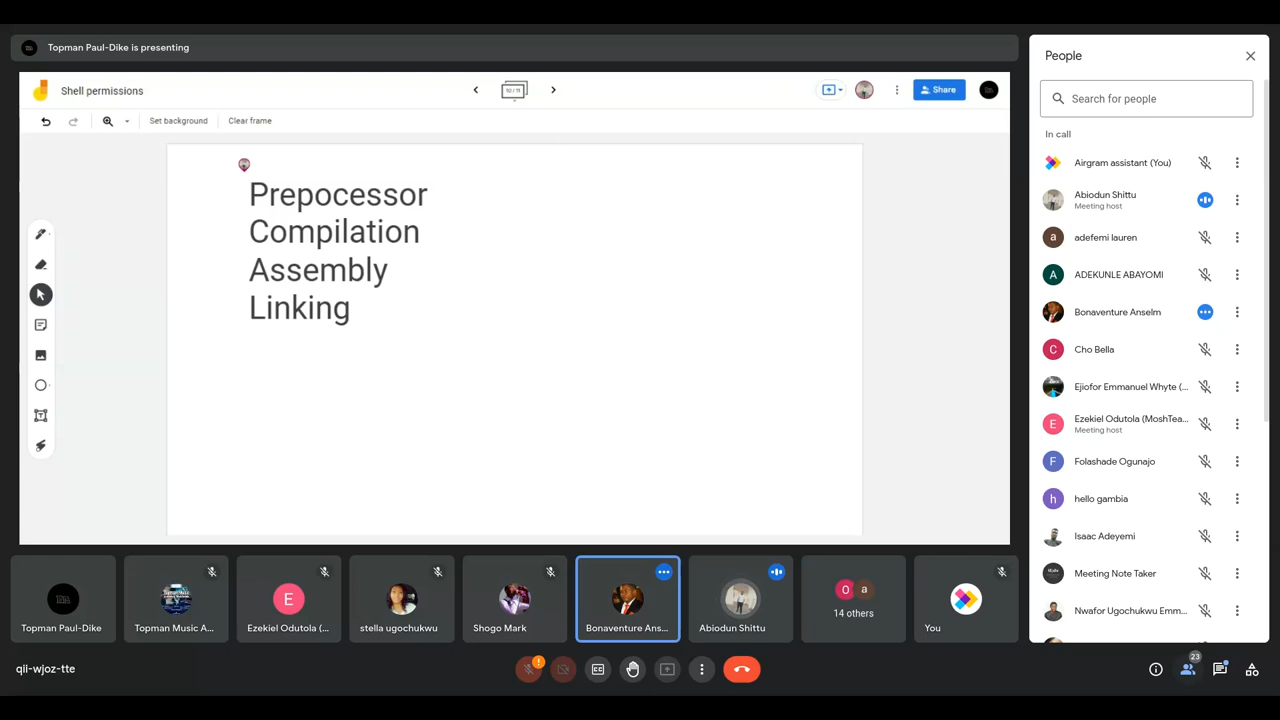 Topman Paul-Dike is presenting
Shell permissions
10 / 11
Share
Set background
Clear frame
Prepocessor
Compilation
Assembly
Linking
People
Search for people
In call
Airgram assistant (You)
Abiodun Shittu
Meeting host
a
adefemi lauren
A
ADEKUNLE ABAYOMI
Bonaventure Anselm
C
Cho Bella
Ejiofor Emmanuel Whyte (...
E
Ezekiel Odutola (MoshTea...
Meeting host
F
Folashade Ogunajo
h
hello gambia
Isaac Adeyemi
Meeting Note Taker
Nwafor Ugochukwu Emm...
Topman Paul-Dike
Topman Music A...
E
Ezekiel Odutola (...
stella ugochukwu
Shogo Mark
Bonaventure Ans...
Abiodun Shittu
O a
14 others
You
qii-wjoz-tte
23